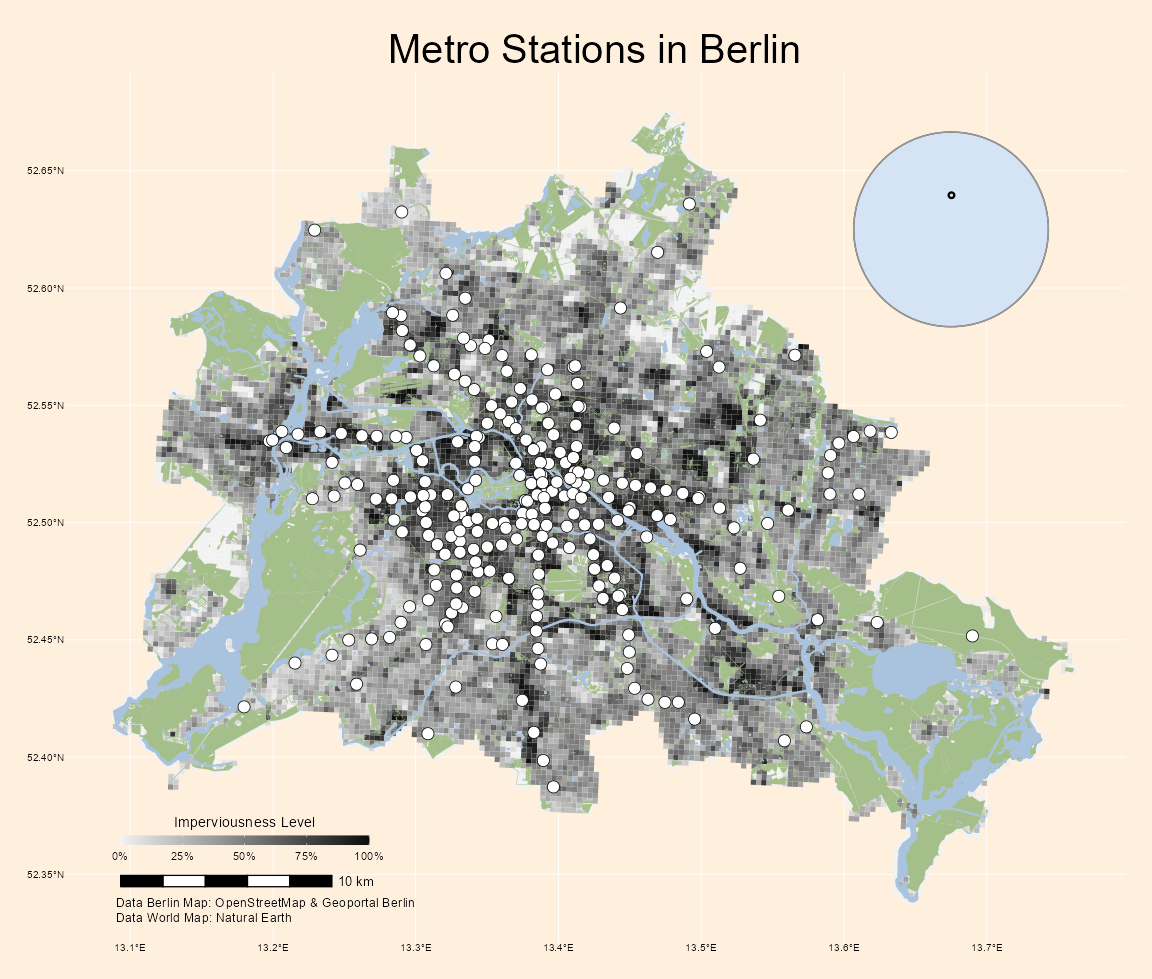 Metro Stations in Berlin
52.65°N
52.60°N
52.55°N
52.50°N
52.45°N
52.40°N
52.35°N
Imperviousness Level
0% 25% 50% 75% 100%
10 km
Data Berlin Map: OpenStreetMap & Geoportal Berlin
Data World Map: Natural Earth
13.1°E 13.2°E 13.3°E 13.4°E 13.5°E 13.6°E 13.7°E